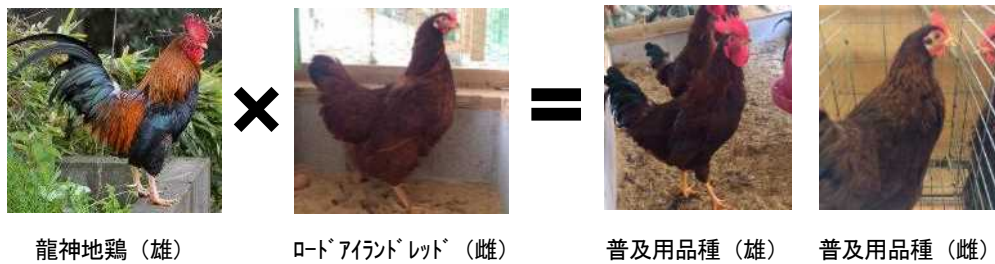 龍神地鶏（雄）
ﾛｰﾄﾞｱｲﾗﾝﾄﾞﾚｯﾄﾞ（雌）
普及用品種（雄）
普及用品種（雌）